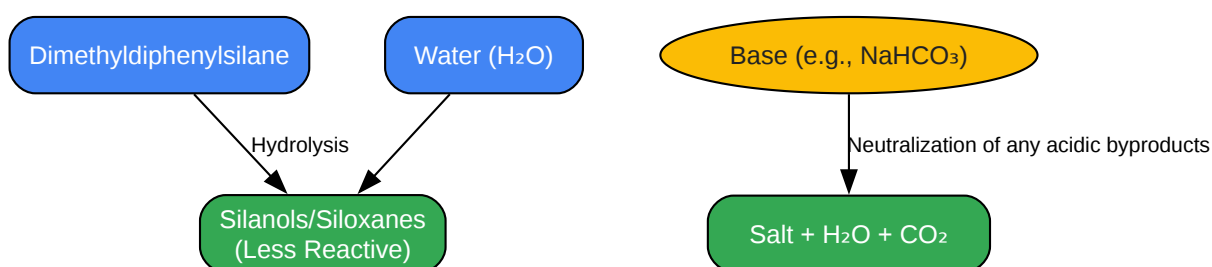 Dimethyldiphenylsilane
Water (H₂O)
Base (e.g., NaHCO₃)
Hydrolysis
Neutralization of any acidic byproducts
Silanols/Siloxanes
(Less Reactive)
Salt + H₂O + CO₂